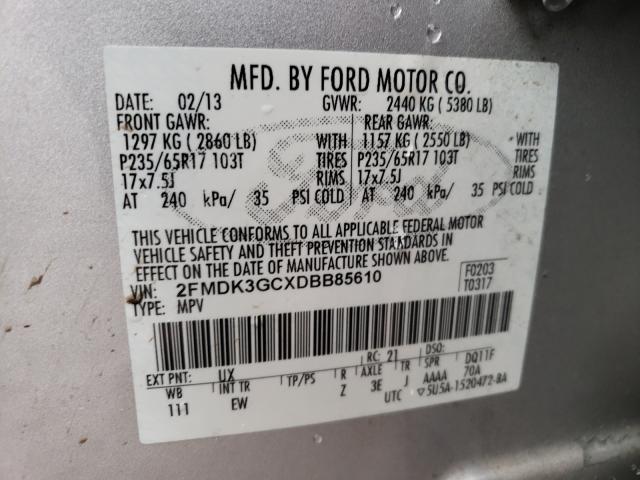 MFD. BY FORD MOTOR CO.
DATE: 02/13 GVWR: 2440 KG ( 5380 LB)
FRONT GAWR: REAR GAWR:
1297 KG ( 2860 LB) WITH 1157 KG ( 2550 LB) WITH
P235/65R17 103T TIRES P235/65R17 103T TIRES
17x7.5J RIMS 17x7.5J RIMS
AT 240 kPa/ 35 PSI COLD AT 240 kPa/ 35 PSI COLD
Ford
THIS VEHICLE CONFORMS TO ALL APPLICABLE FEDERAL MOTOR
VEHICLE SAFETY AND THEFT PREVENTION STANDARDS IN
EFFECT ON THE DATE OF MANUFACTURE SHOWN ABOVE.
VIN: 2FMDK3GCXDBB85610 F0203
TYPE: MPV T0317
EXT PNT: UX RC: 21 DSO: DQ11F
WB INT TR TP/PS R AXLE TR SPR 70A
111 EW Z 3E J AAAA
UTC ▽5U5A-1520472-BA